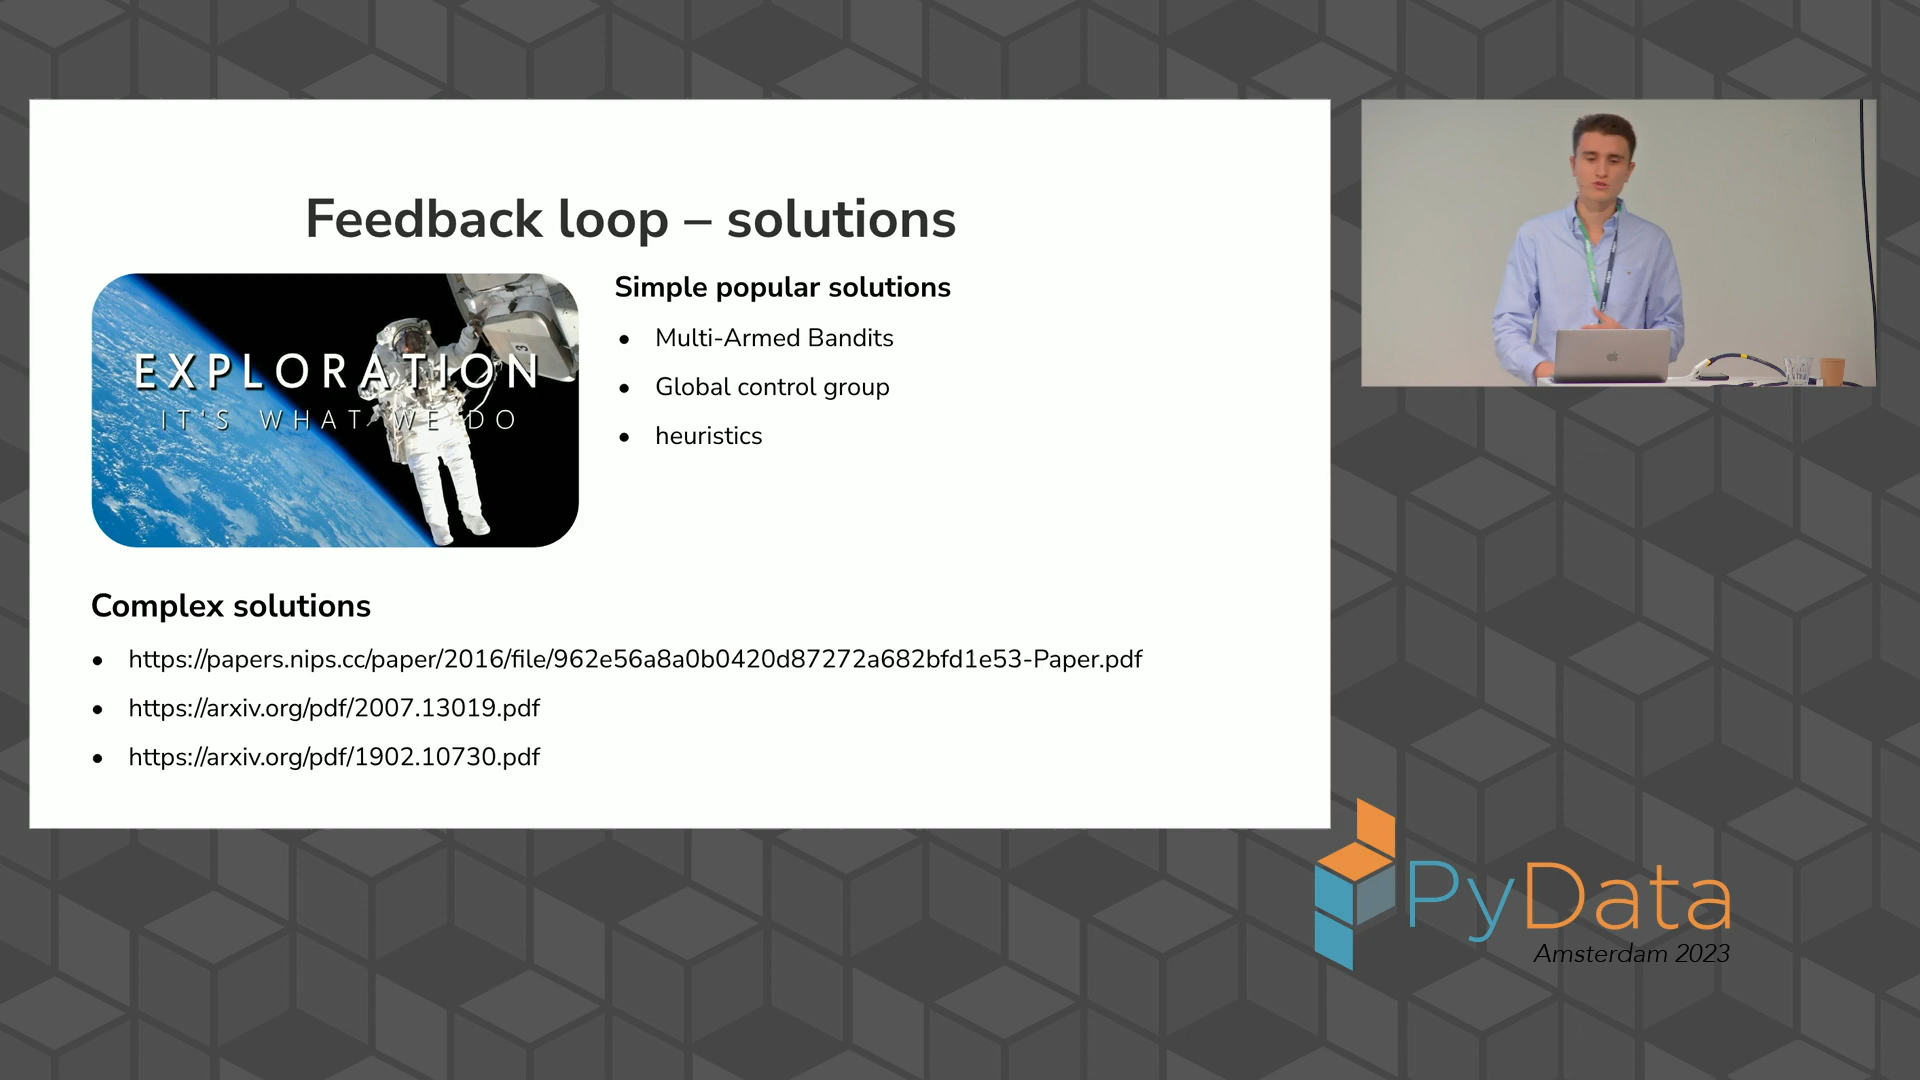 Feedback loop – solutions
EXPLORATION
IT'S WHAT WE DO
Simple popular solutions
• Multi-Armed Bandits
• Global control group
• heuristics
Complex solutions
• https://papers.nips.cc/paper/2016/file/962e56a8a0b0420d87272a682bfd1e53-Paper.pdf
• https://arxiv.org/pdf/2007.13019.pdf
• https://arxiv.org/pdf/1902.10730.pdf
PyData
Amsterdam 2023